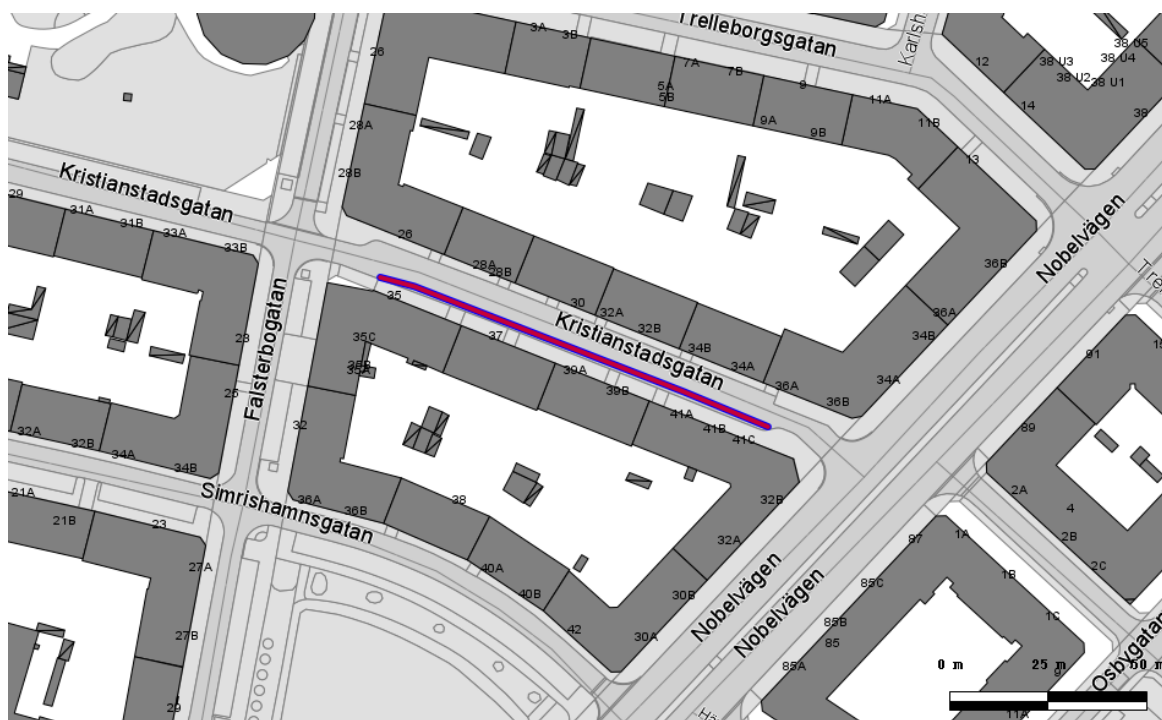 Trelleborgsgatan
Karlsh
38 U5
38 U4
38 U3
38 U2
38 U1
3A
3B
26
12
7A
7B
9
5A
5B
11A
14
38
28A
9A
9B
11B
13
28B
Kristianstadsgatan
29
31A
31B
33A
33B
26
28A
28B
Nobelvägen
36B
Tre
35
30
32A
32B
34B
34A
36A
36B
Kristianstadsgatan
36A
34B
34A
37
35C
35B
35A
23
25
Falsterbogatan
39A
39B
41A
41B
41C
91
15
89
32A
32B
34A
34B
32
2A
4
2B
2C
21A
21B
23
Simrishamnsgatan
36A
36B
38
32B
32A
87
1A
1B
1C
27A
40A
40B
30B
85C
Nobelvägen
Nobelvägen
27B
42
30A
85B
85
85A
9
Osbygatan
0 m
25 m
50 m
29
11A